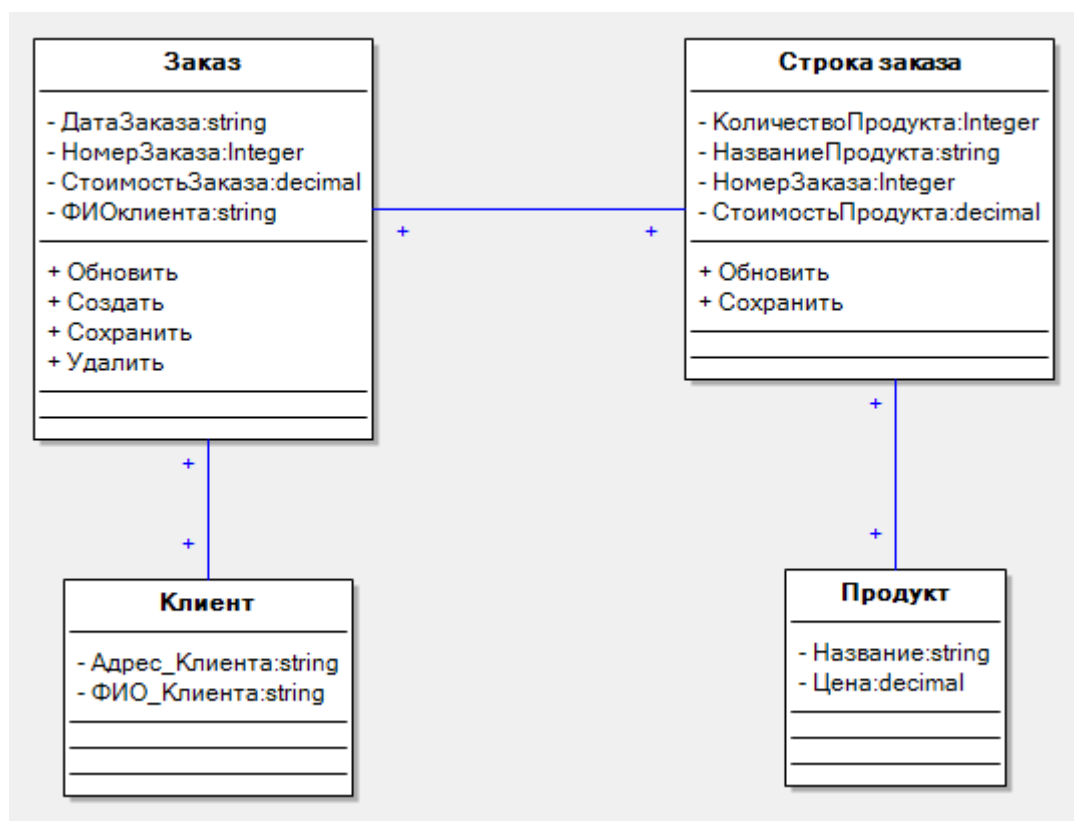 Заказ
- ДатаЗаказа:string
- НомерЗаказа:Integer
- СтоимостьЗаказа:decimal
- ФИОклиента:string
+ Обновить
+ Создать
+ Сохранить
+ Удалить
+
+
Строка заказа
- КоличествоПродукта:Integer
- НазваниеПродукта:string
- НомерЗаказа:Integer
- СтоимостьПродукта:decimal
+ Обновить
+ Сохранить
+
+
Клиент
- Адрес_Клиента:string
- ФИО_Клиента:string
+
+
Продукт
- Название:string
- Цена:decimal